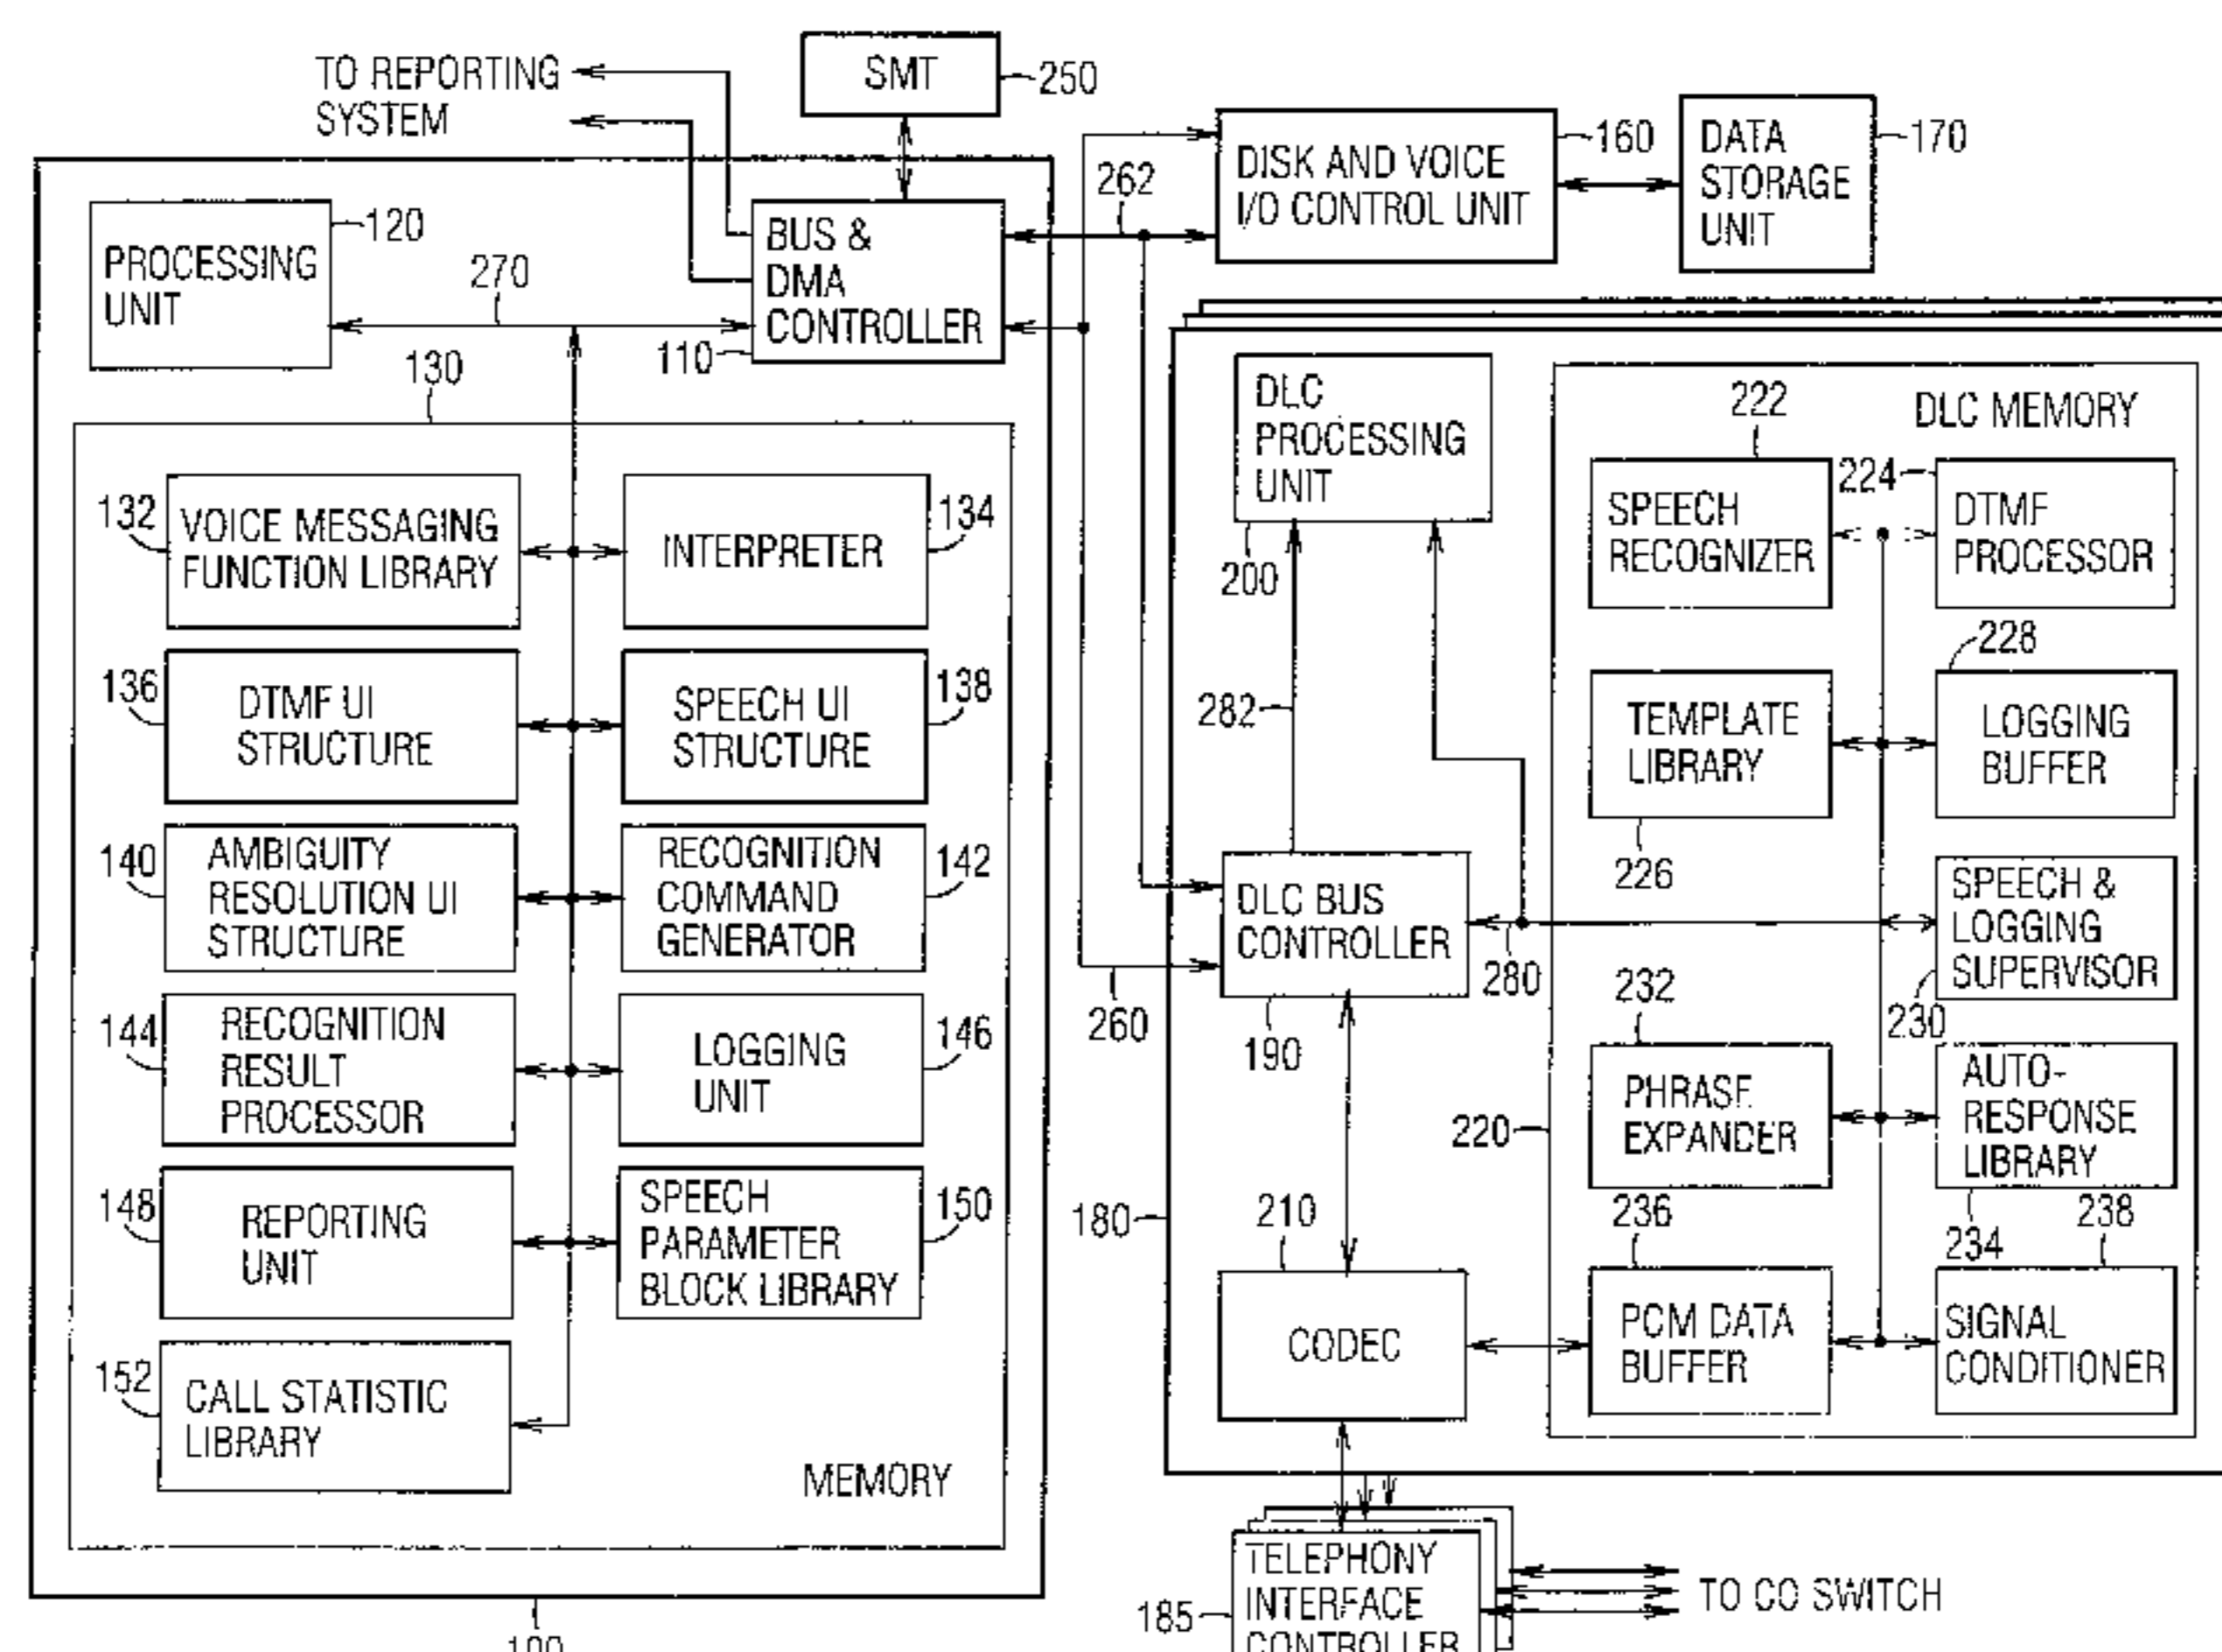 TO REPORTING
SYSTEM
SMT
250
DISK AND VOICE
I/O CONTROL UNIT
160
DATA
STORAGE
UNIT
170
262
PROCESSING
UNIT
120
270
BUS &
DMA
CONTROLLER
110
130
132
VOICE MESSAGING
FUNCTION LIBRARY
INTERPRETER
134
136
DTMF UI
STRUCTURE
SPEECH UI
STRUCTURE
138
140
AMBIGUITY
RESOLUTION UI
STRUCTURE
RECOGNITION
COMMAND
GENERATOR
142
144
RECOGNITION
RESULT
PROCESSOR
LOGGING
UNIT
146
148
REPORTING
UNIT
SPEECH
PARAMETER
BLOCK LIBRARY
150
152
CALL STATISTIC
LIBRARY
MEMORY
DLC
PROCESSING
UNIT
200
282
DLC BUS
CONTROLLER
280
260
190
210
180
CODEC
DLC MEMORY
222
SPEECH
RECOGNIZER
224
DTMF
PROCESSOR
228
TEMPLATE
LIBRARY
226
LOGGING
BUFFER
SPEECH &
LOGGING
SUPERVISOR
230
232
PHRASE
EXPANDER
220
AUTO-
RESPONSE
LIBRARY
234
236
PCM DATA
BUFFER
238
SIGNAL
CONDITIONER
185
TELEPHONY
INTERFACE
CONTROLLER
TO CO SWITCH